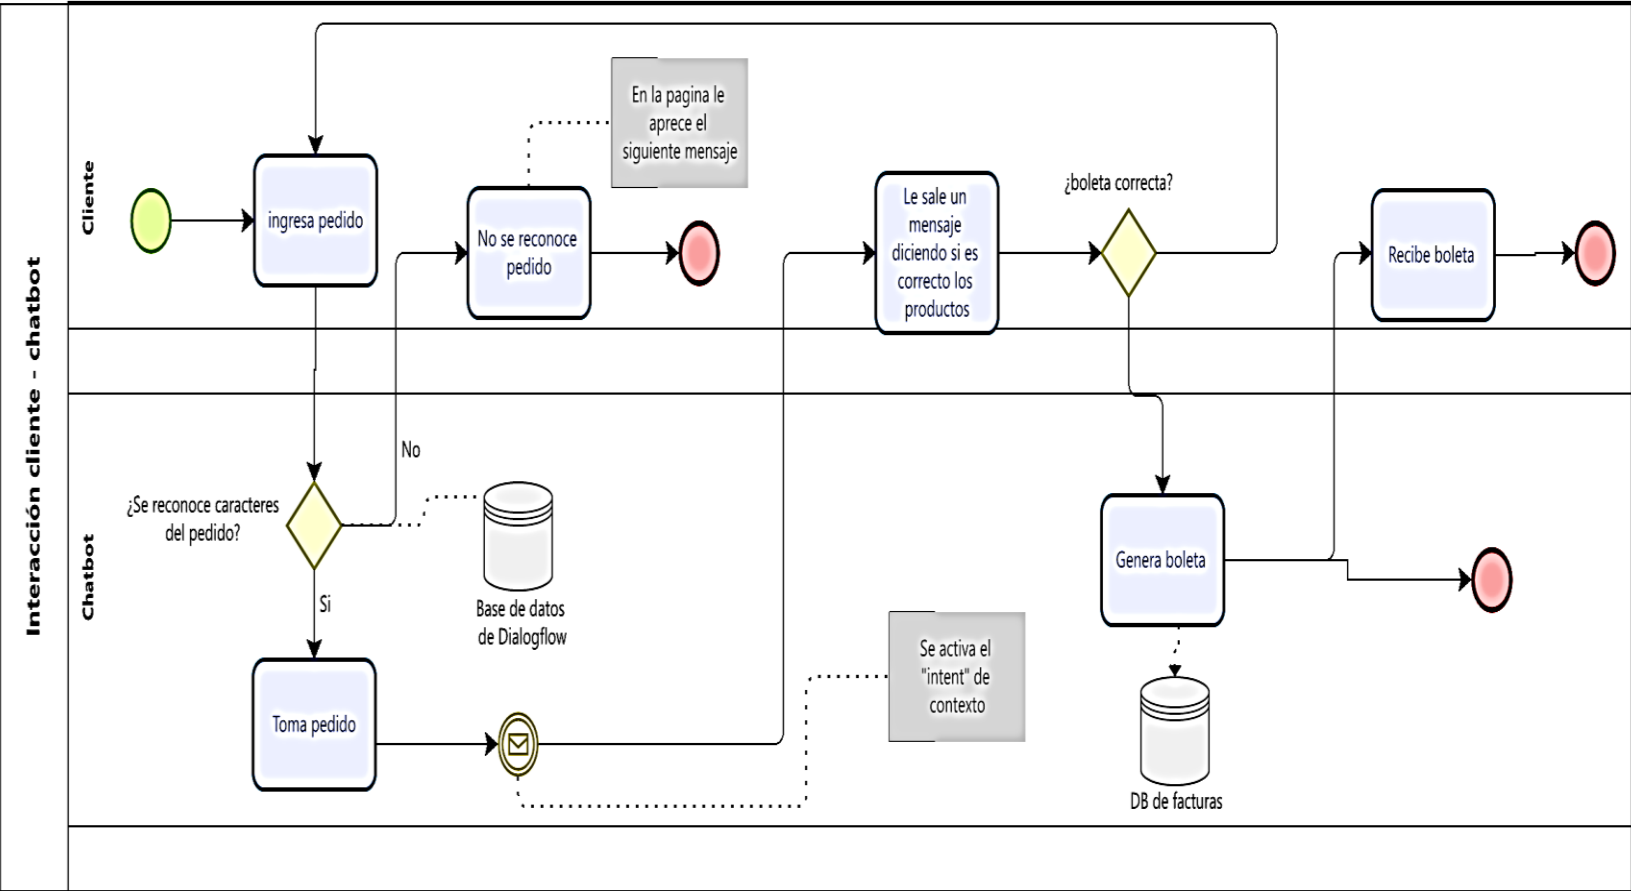 Interacción cliente - chatbot
Cliente
ingresa pedido
No se reconoce
pedido
En la pagina le
aprece el
siguiente mensaje
Le sale un
mensaje
diciendo si es
correcto los
productos
¿boleta correcta?
Recibe boleta
Chatbot
¿Se reconoce caracteres
del pedido?
No
Si
Base de datos
de Dialogflow
Toma pedido
Se activa el
"intent" de
contexto
Genera boleta
DB de facturas